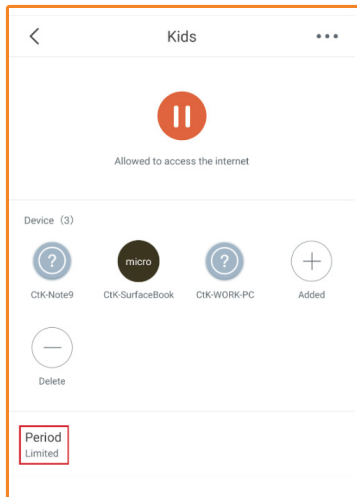 Kids
Allowed to access the internet
Device (3)
?
micro
?
CtK-Note9
CtK-SurfaceBook
CtK-WORK-PC
Added
Delete
Period
Limited